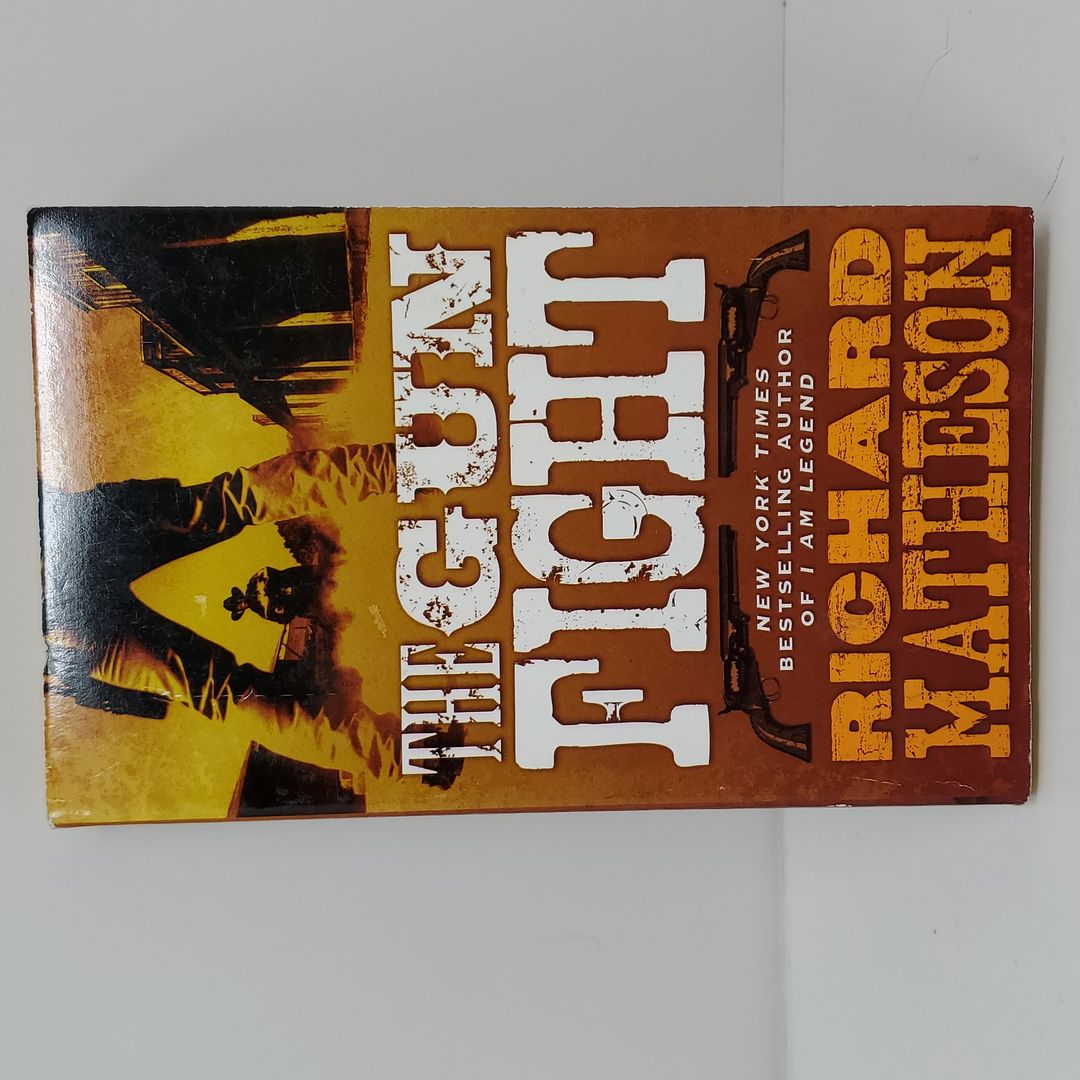 THE GUN
FIGHT
NEW YORK TIMES
BESTSELLING AUTHOR
OF I AM LEGEND
RICHARD
MATHESON